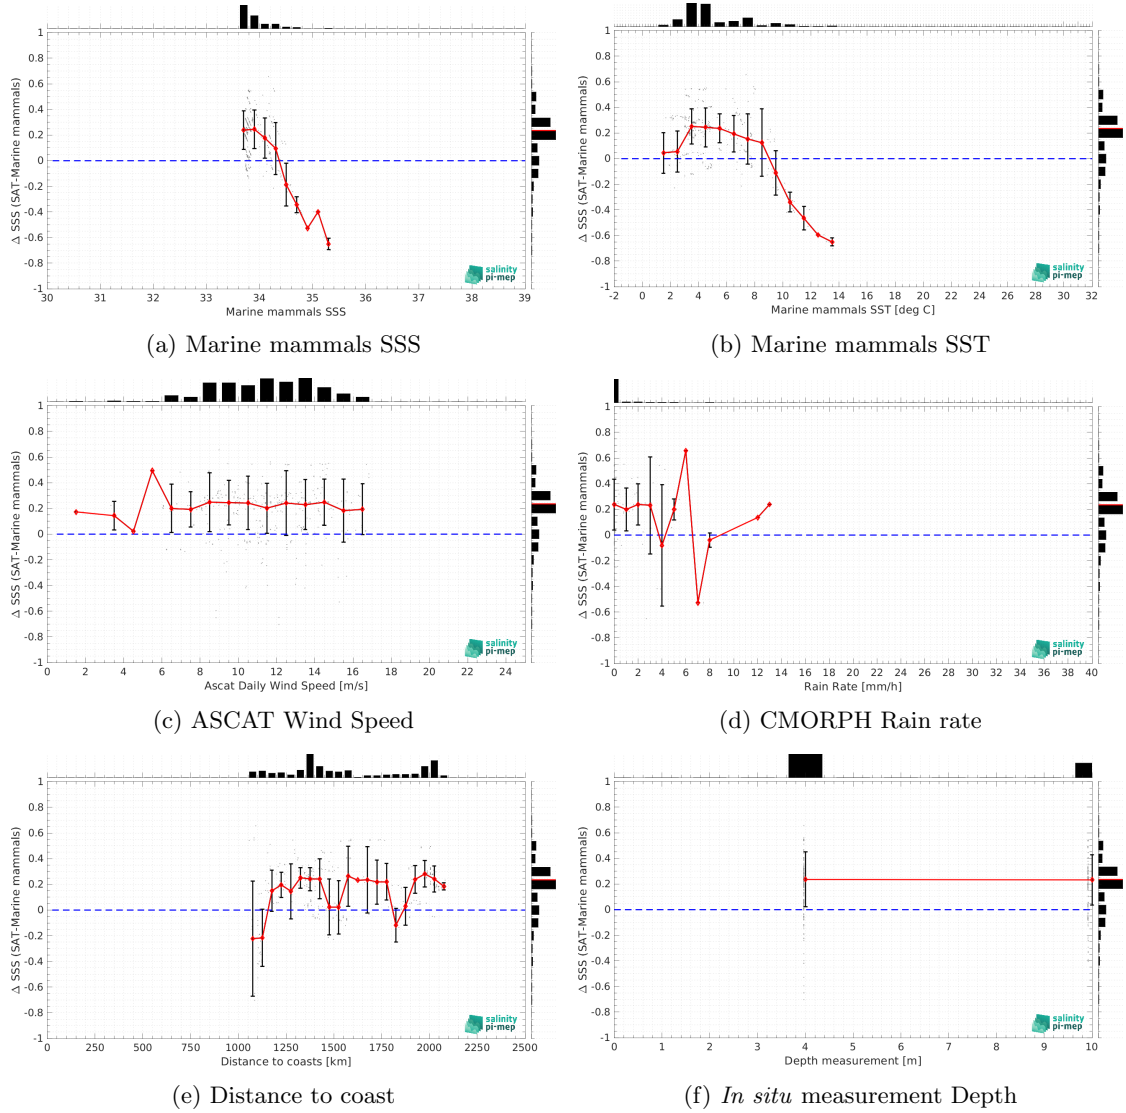 1
0.8
0.6
0.4
0.2
0
-0.2
-0.4
-0.6
-0.8
-1
Δ SSS (SAT-Marine mammals)
30 31 32 33 34 35 36 37 38 39
Marine mammals SSS
salinity
pi-mep
(a) Marine mammals SSS
1
0.8
0.6
0.4
0.2
0
-0.2
-0.4
-0.6
-0.8
-1
Δ SSS (SAT-Marine mammals)
-2 0 2 4 6 8 10 12 14 16 18 20 22 24 26 28 30 32
Marine mammals SST [deg C]
salinity
pi-mep
(b) Marine mammals SST
1
0.8
0.6
0.4
0.2
0
-0.2
-0.4
-0.6
-0.8
-1
Δ SSS (SAT-Marine mammals)
0 2 4 6 8 10 12 14 16 18 20 22 24
Ascat Daily Wind Speed [m/s]
salinity
pi-mep
(c) ASCAT Wind Speed
1
0.8
0.6
0.4
0.2
0
-0.2
-0.4
-0.6
-0.8
-1
Δ SSS (SAT-Marine mammals)
0 2 4 6 8 10 12 14 16 18 20 22 24 26 28 30 32 34 36 38 40
Rain Rate [mm/h]
salinity
pi-mep
(d) CMORPH Rain rate
1
0.8
0.6
0.4
0.2
0
-0.2
-0.4
-0.6
-0.8
-1
Δ SSS (SAT-Marine mammals)
0 250 500 750 1000 1250 1500 1750 2000 2250 2500
Distance to coasts [km]
salinity
pi-mep
(e) Distance to coast
1
0.8
0.6
0.4
0.2
0
-0.2
-0.4
-0.6
-0.8
-1
Δ SSS (SAT-Marine mammals)
0 1 2 3 4 5 6 7 8 9 10
Depth measurement [m]
salinity
pi-mep
(f) In situ measurement Depth